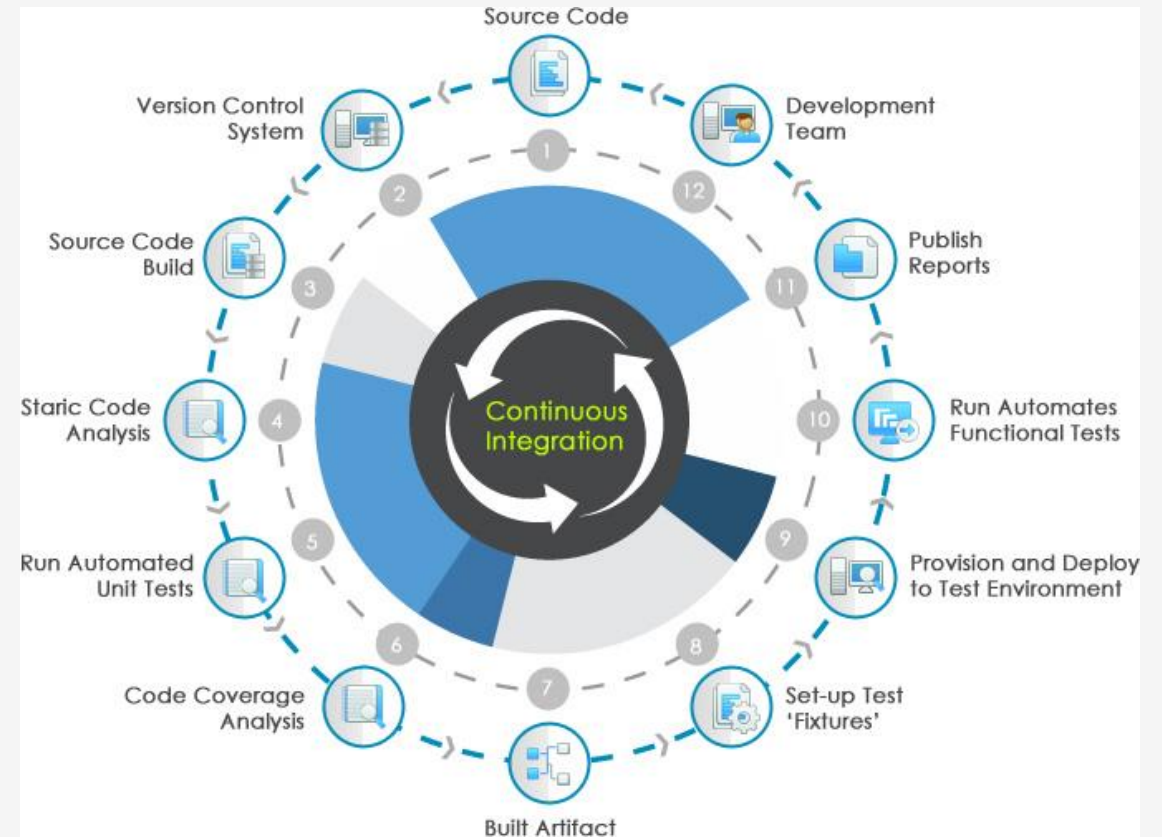 Source Code
1
Version Control
System
2
Source Code
Build
3
Staric Code
Analysis
4
Run Automated
Unit Tests
5
Code Coverage
Analysis
6
Built Artifact
7
Set-up Test
‘Fixtures’
8
Provision and Deploy
to Test Environment
9
Run Automates
Functional Tests
10
Publish
Reports
11
Development
Team
12
Continuous
Integration